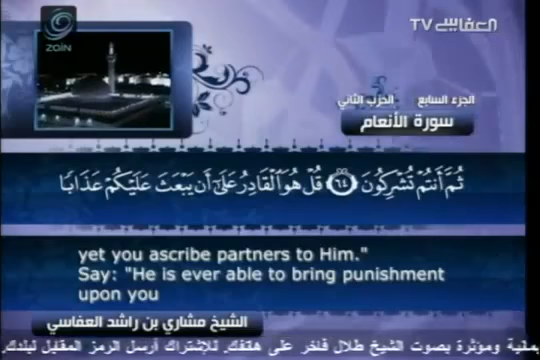 zain
العفاسي TV
الجزء السابع الحزب الثاني
سورة الأنعام
ثُمَّ أَنتُمْ تُشْرِكُونَ ﴿٦٤﴾ قُلْ هُوَ الْقَادِرُ عَلَىٰ أَن يَبْعَثَ عَلَيْكُمْ عَذَابًا
yet you ascribe partners to Him."
Say: "He is ever able to bring punishment
upon you
الشيخ مشاري بن راشد العفاسي
يمانية ومؤثرة بصوت الشيخ طلال فاخر على هاتفك. للإشتراك أرسل الرمز المقابل لبلدك.